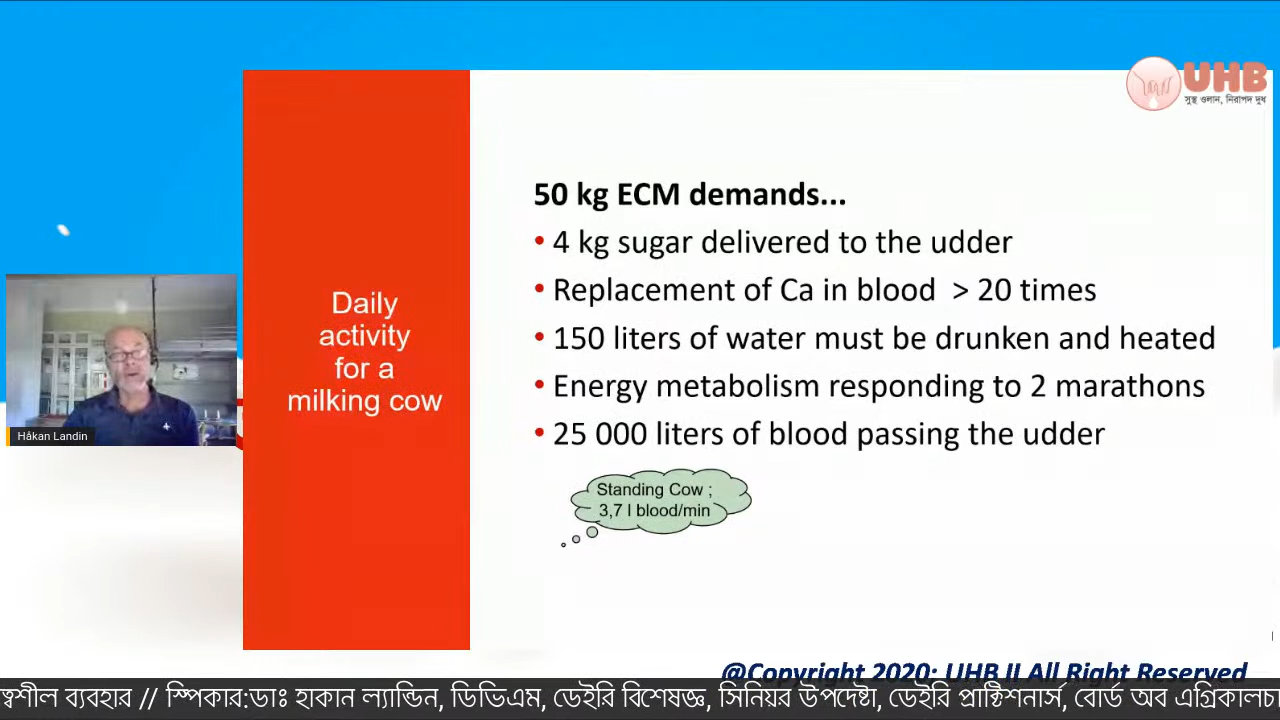 UHB
সুস্থ ওলান, নিরাপদ দুধ
Daily
activity
for a
milking cow
50 kg ECM demands...
• 4 kg sugar delivered to the udder
• Replacement of Ca in blood > 20 times
• 150 liters of water must be drunken and heated
• Energy metabolism responding to 2 marathons
• 25 000 liters of blood passing the udder
Standing Cow ;
3,7 l blood/min
Håkan Landin
@Copyright 2020: UHB II All Right Reserved
ত্বশীল ব্যবহার // স্পিকার:ডাঃ হাকান ল্যান্ডিন, ডিভিএম, ডেইরি বিশেষজ্ঞ, সিনিয়র উপদেষ্টা, ডেইরি প্রাক্টিশনার্স, বোর্ড অব এগ্রিকালচ